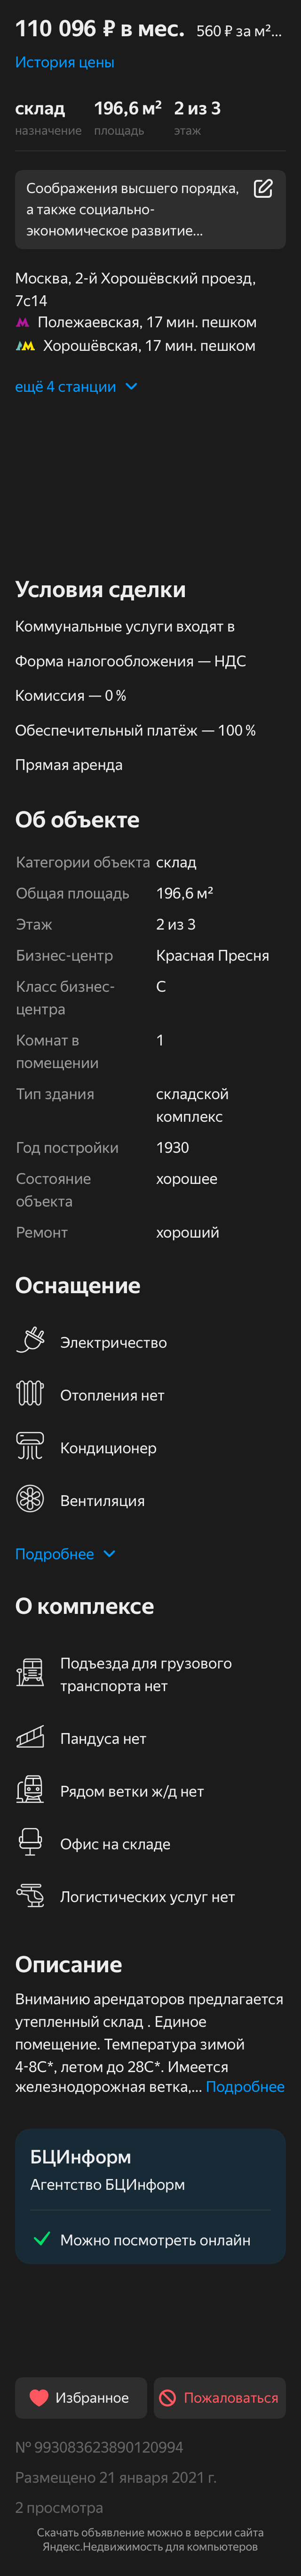 110 096 ₽ в мес. 560 ₽ за м²...
История цены
склад 196,6 м² 2 из 3
назначение площадь этаж
Соображения высшего порядка,
а также социально-
экономическое развитие...
Москва, 2-й Хорошёвский проезд,
7с14
Полежаевская, 17 мин. пешком
Хорошёвская, 17 мин. пешком
ещё 4 станции
Условия сделки
Коммунальные услуги входят в
Форма налогообложения — НДС
Комиссия — 0 %
Обеспечительный платёж — 100 %
Прямая аренда
Об объекте
Категории объекта склад
Общая площадь 196,6 м²
Этаж 2 из 3
Бизнес-центр Красная Пресня
Класс бизнес- C
центра
Комнат в 1
помещении
Тип здания складской
комплекс
Год постройки 1930
Состояние хорошее
объекта
Ремонт хороший
Оснащение
Электричество
Отопления нет
Кондиционер
Вентиляция
Подробнее
О комплексе
Подъезда для грузового
транспорта нет
Пандуса нет
Рядом ветки ж/д нет
Офис на складе
Логистических услуг нет
Описание
Вниманию арендаторов предлагается
утепленный склад . Единое
помещение. Температура зимой
4-8С*, летом до 28С*. Имеется
железнодорожная ветка,... Подробнее
БЦИнформ
Агентство БЦИнформ
Можно посмотреть онлайн
Избранное Пожаловаться
№ 993083623890120994
Размещено 21 января 2021 г.
2 просмотра
Скачать объявление можно в версии сайта
Яндекс.Недвижимость для компьютеров